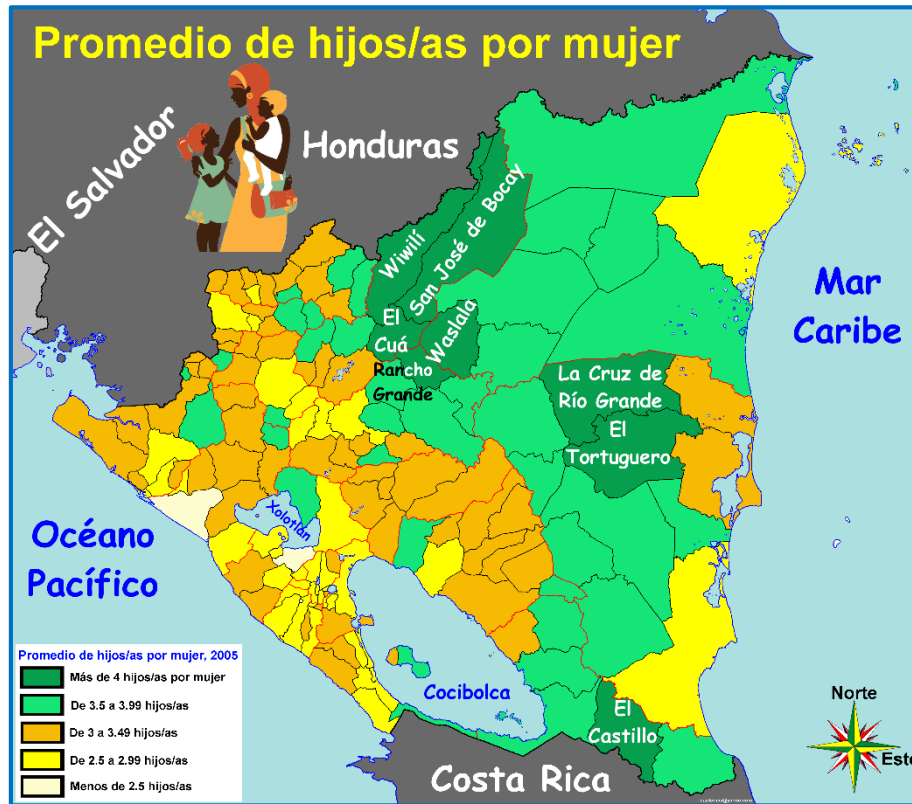 Promedio de hijos/as por mujer
El Salvador
Honduras
Wiwilí
San José de Bocay
El
Cuá
Waslala
Rancho
Grande
Mar
Caribe
La Cruz de
Río Grande
El
Tortuguero
Xolotlán
Océano
Pacífico
Promedio de hijos/as por mujer, 2005
Más de 4 hijos/as por mujer
De 3.5 a 3.99 hijos/as
De 3 a 3.49 hijos/as
De 2.5 a 2.99 hijos/as
Menos de 2.5 hijos/as
Cocibolca
El
Castillo
Costa Rica
Norte
Este